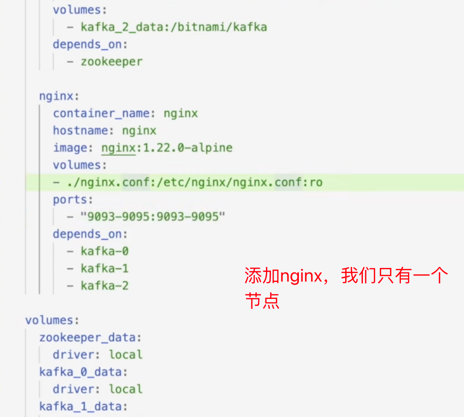 volumes:
- kafka_2_data:/bitnami/kafka
depends_on:
- zookeeper
nginx:
container_name: nginx
hostname: nginx
image: nginx:1.22.0-alpine
volumes:
- ./nginx.conf:/etc/nginx/nginx.conf:ro
ports:
- "9093-9095:9093-9095"
depends_on:
- kafka-0
- kafka-1
- kafka-2
添加nginx，我们只有一个
节点
volumes:
zookeeper_data:
driver: local
kafka_0_data:
driver: local
kafka_1_data: